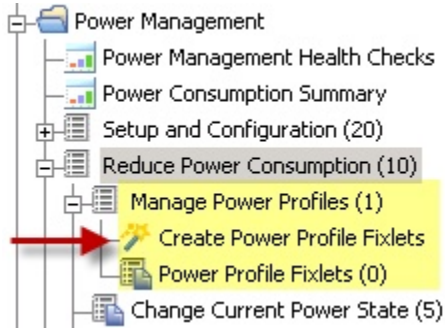 Power Management
Power Management Health Checks
Power Consumption Summary
Setup and Configuration (20)
Reduce Power Consumption (10)
Manage Power Profiles (1)
Create Power Profile Fixlets
Power Profile Fixlets (0)
Change Current Power State (5)